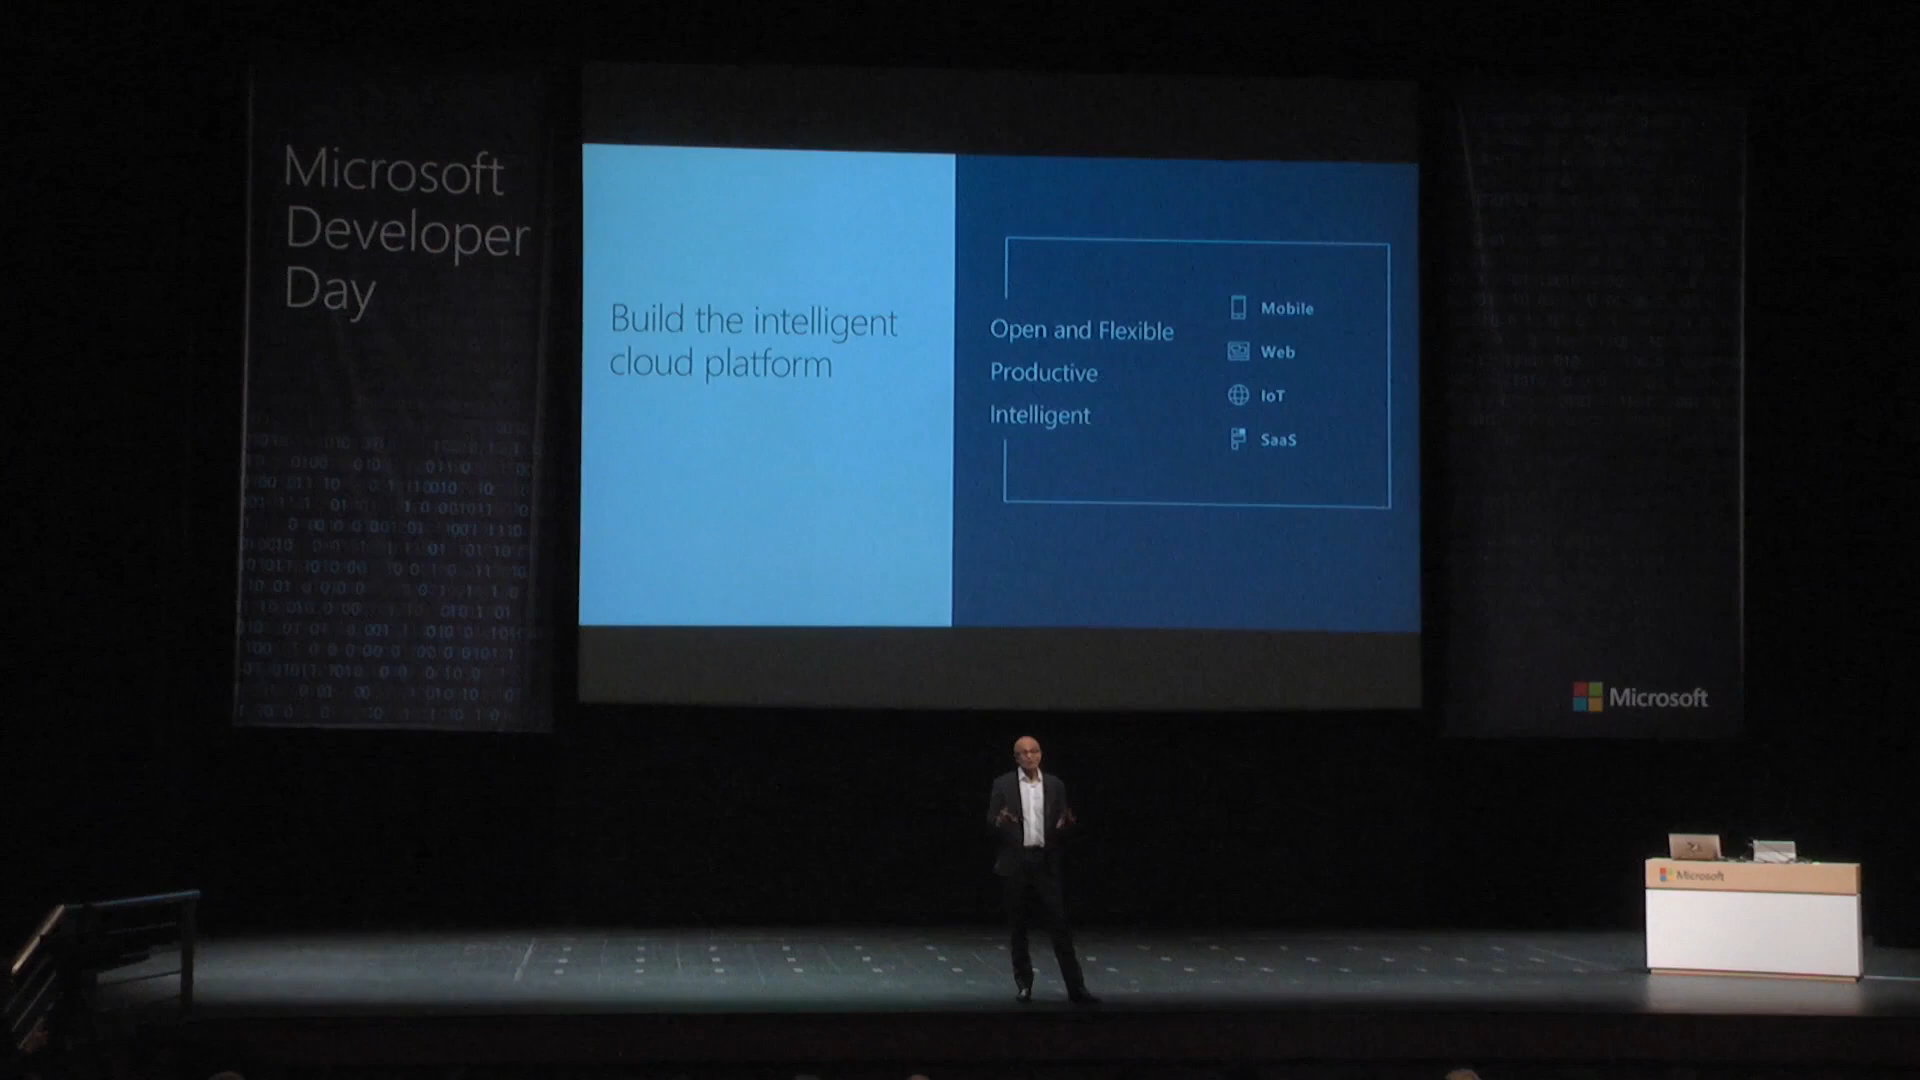 Microsoft
Developer
Day
Build the intelligent
cloud platform
Open and Flexible
Productive
Intelligent
Mobile
Web
IoT
SaaS
Microsoft
Microsoft